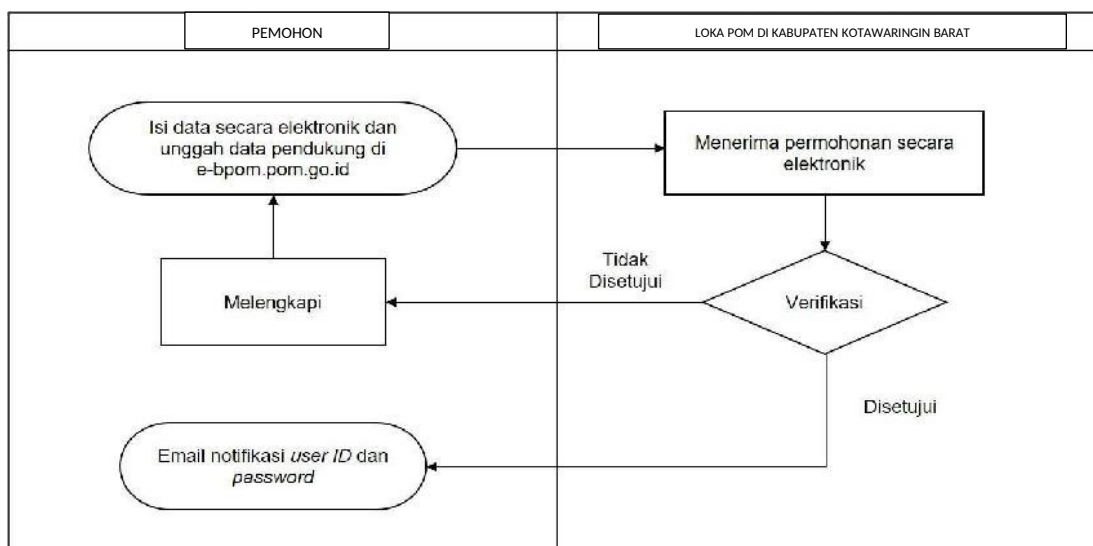 PEMOHON
LOKA POM DI KABUPATEN KOTAWARINGIN BARAT
Isi data secara elektronik dan
unggah data pendukung di
e-bpom.pom.go.id
Menerima permohonan secara
elektronik
Tidak
Disetujui
Melengkapi
Verifikasi
Disetujui
Email notifikasi user ID dan
password